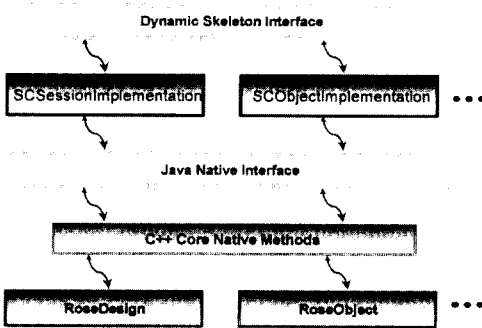 Dynamic Skeleton Interface
SCSessionImplementation
SCObjectImplementation
Java Native Interface
C++ Core Native Methods
RoseDesign
RoseObject